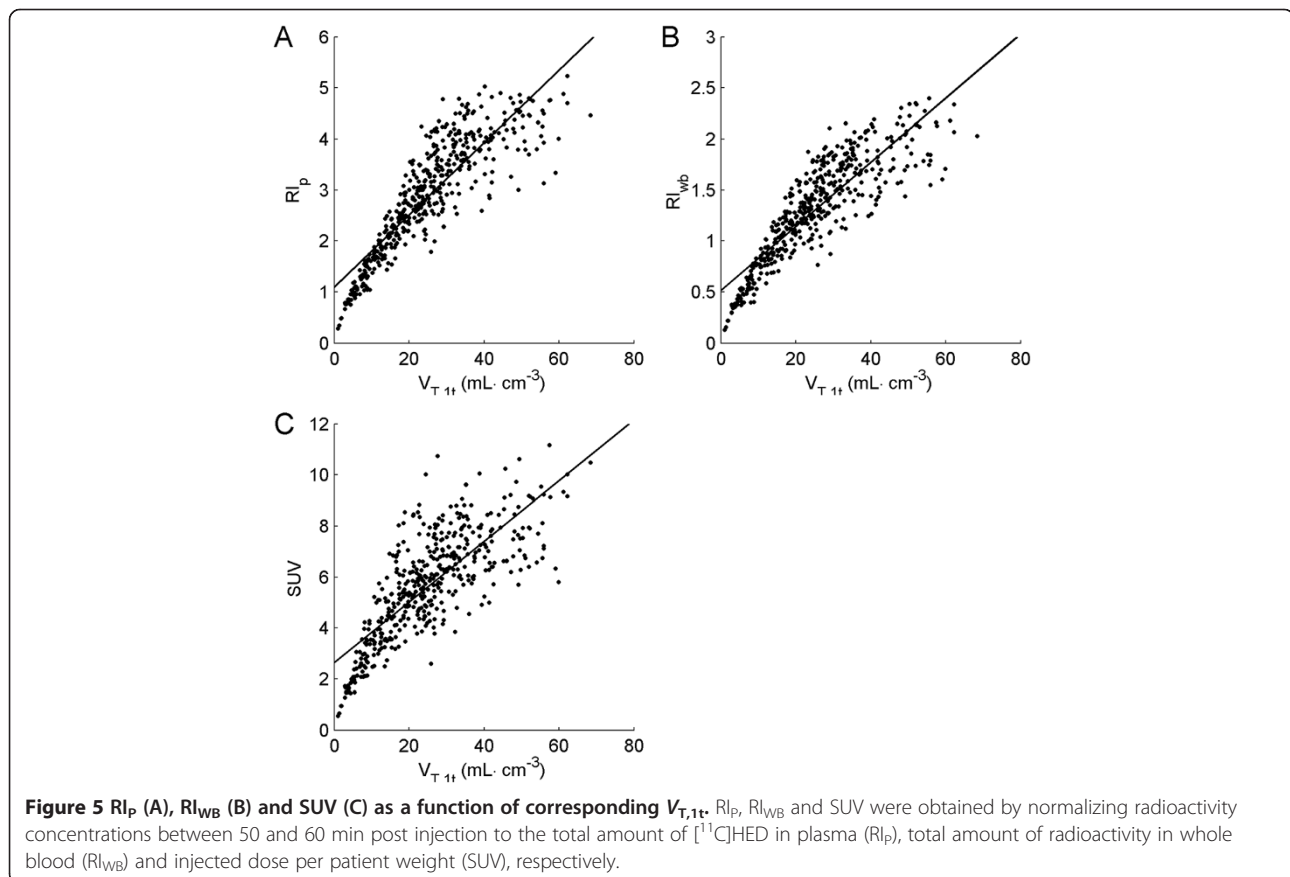 A
6
5
4
3
2
1
0
RIp
0 20 40 60 80
V_T,1t (mL· cm⁻³)
B
3
2.5
2
1.5
1
0.5
0
RIwb
0 20 40 60 80
V_T,1t (mL· cm⁻³)
C
12
10
8
6
4
2
0
SUV
0 20 40 60 80
V_T,1t (mL· cm⁻³)
Figure 5 RIP (A), RIWB (B) and SUV (C) as a function of corresponding VT,1t. RIP, RIWB and SUV were obtained by normalizing radioactivity
concentrations between 50 and 60 min post injection to the total amount of [¹¹C]HED in plasma (RIP), total amount of radioactivity in whole
blood (RIWB) and injected dose per patient weight (SUV), respectively.